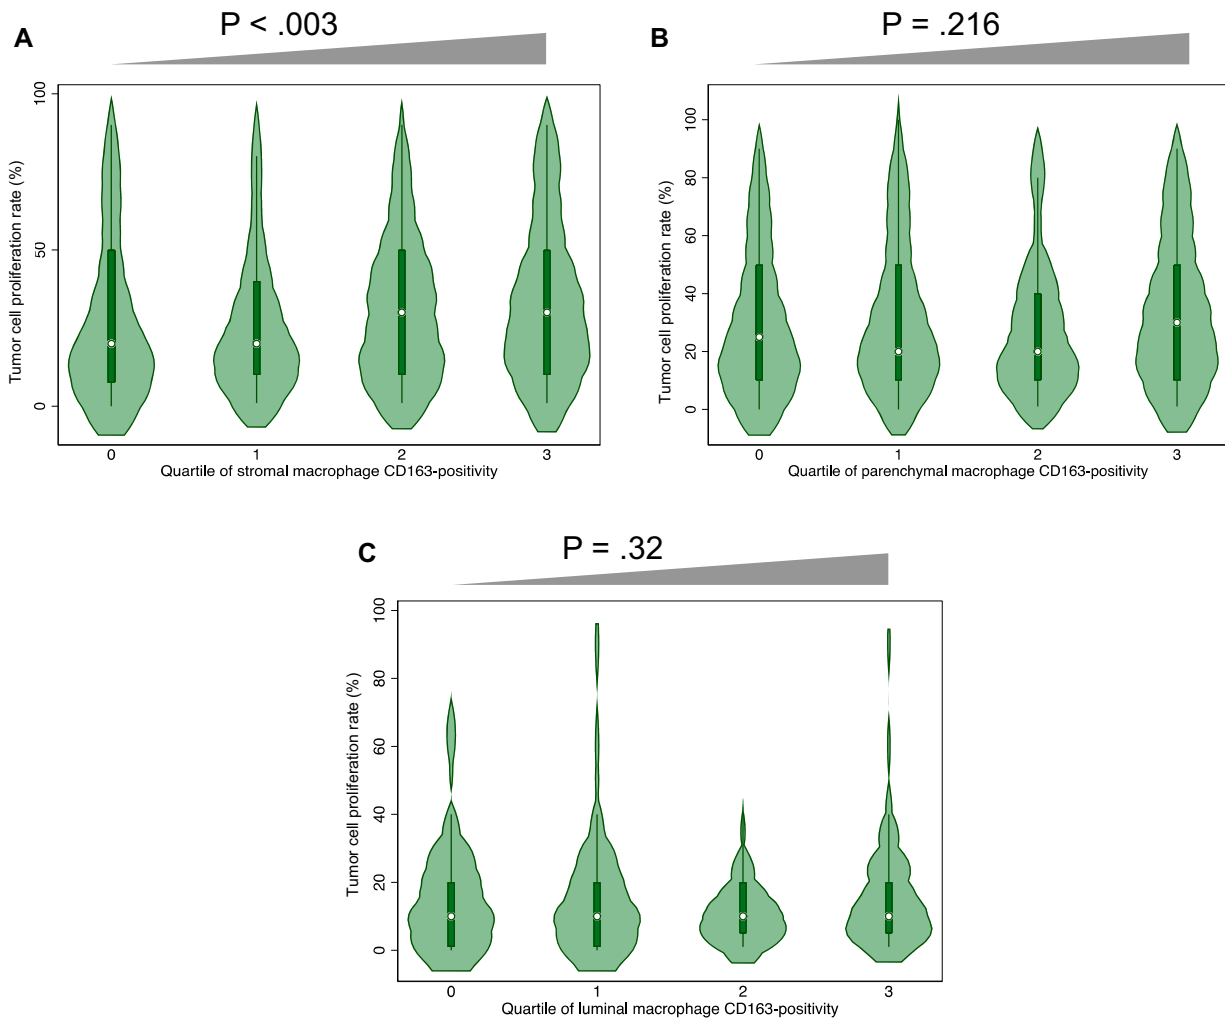 A
P < .003
Tumor cell proliferation rate (%)
100
50
0
0 1 2 3
Quartile of stromal macrophage CD163-positivity
B
P = .216
Tumor cell proliferation rate (%)
100
80
60
40
20
0
0 1 2 3
Quartile of parenchymal macrophage CD163-positivity
C
P = .32
Tumor cell proliferation rate (%)
100
80
60
40
20
0
0 1 2 3
Quartile of luminal macrophage CD163-positivity